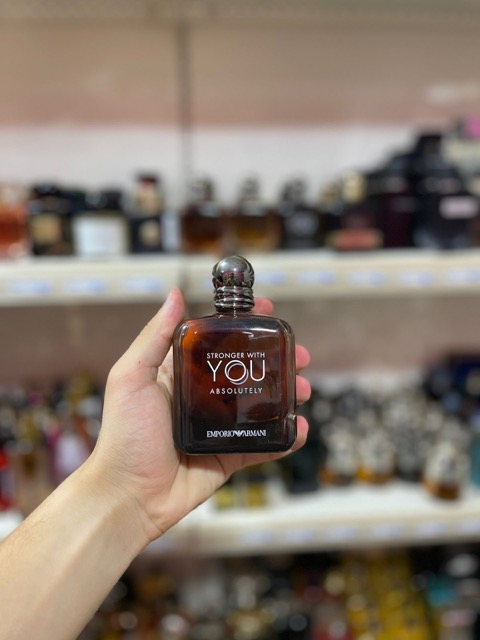 STRONGER WITH
YOU
ABSOLUTELY
EMPORIO ARMANI